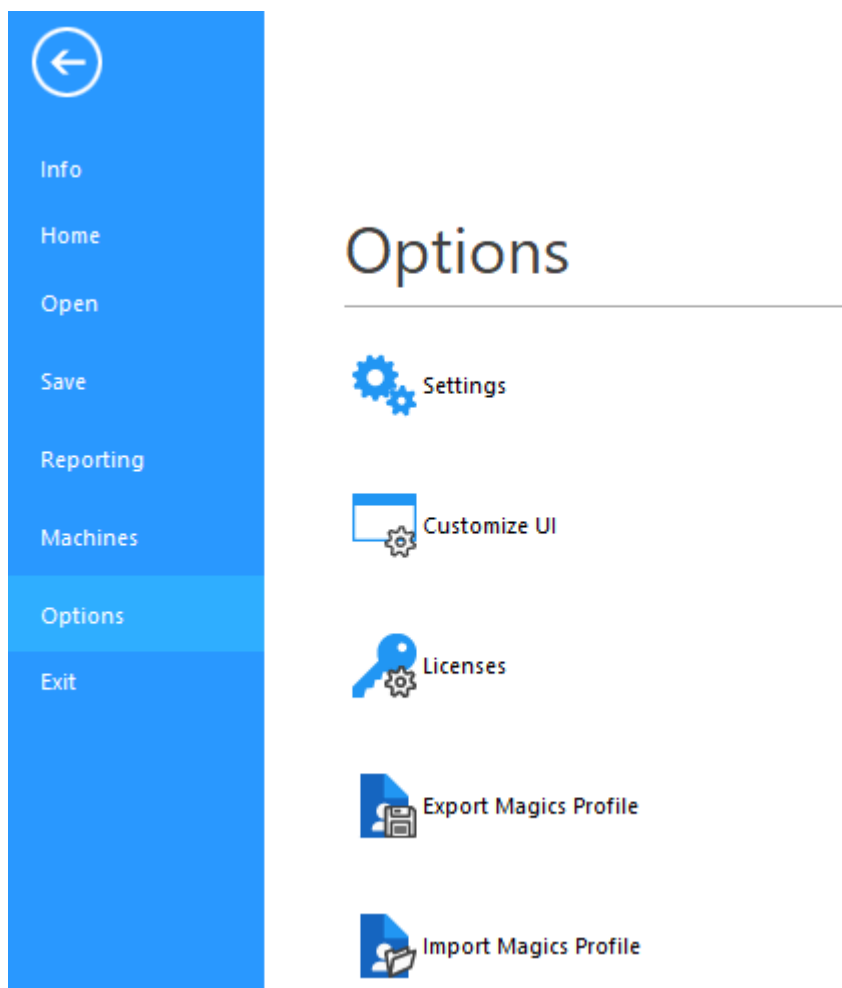 Info
Home
Open
Save
Reporting
Machines
Options
Exit
Options
Settings
Customize UI
Licenses
Export Magics Profile
Import Magics Profile